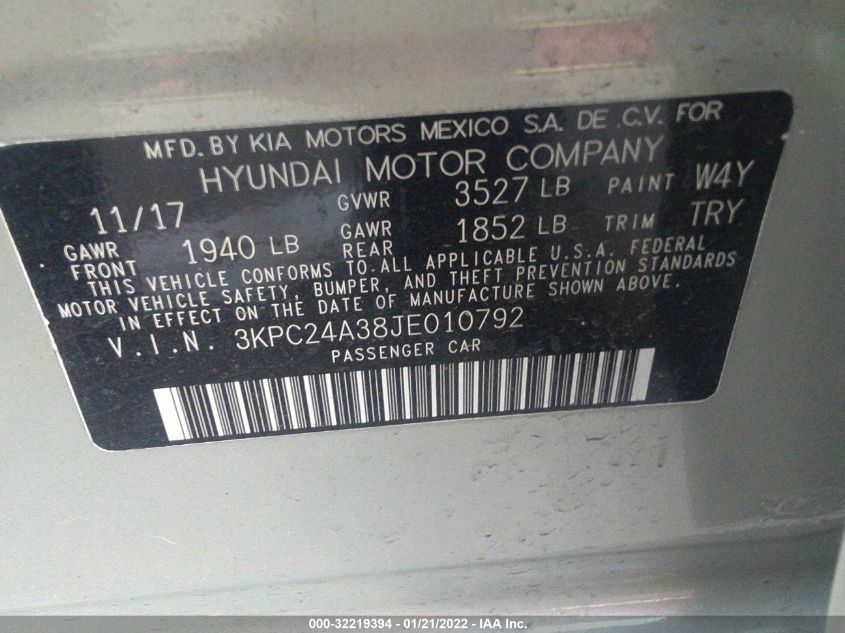 MFD. BY KIA MOTORS MEXICO S.A. DE .C.V. FOR
HYUNDAI MOTOR COMPANY
11/17 GVWR 3527 LB PAINT W4Y
GAWR FRONT 1940 LB GAWR REAR 1852 LB TRIM TRY
THIS VEHICLE CONFORMS TO ALL APPLICABLE U.S.A. FEDERAL
MOTOR VEHICLE SAFETY, BUMPER, AND THEFT PREVENTION STANDARDS
IN EFFECT ON THE DATE OF MANUFACTURE SHOWN ABOVE.
V.I.N. 3KPC24A38JE010792
PASSENGER CAR
000-32219394 - 01/21/2022 - IAA Inc.